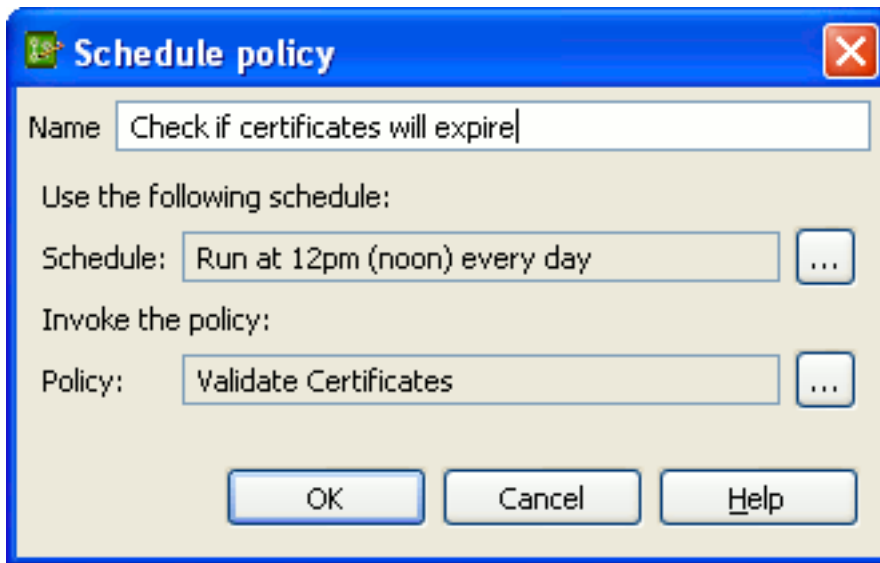 Schedule policy
Name Check if certificates will expire
Use the following schedule:
Schedule: Run at 12pm (noon) every day ...
Invoke the policy:
Policy: Validate Certificates ...
OK Cancel Help